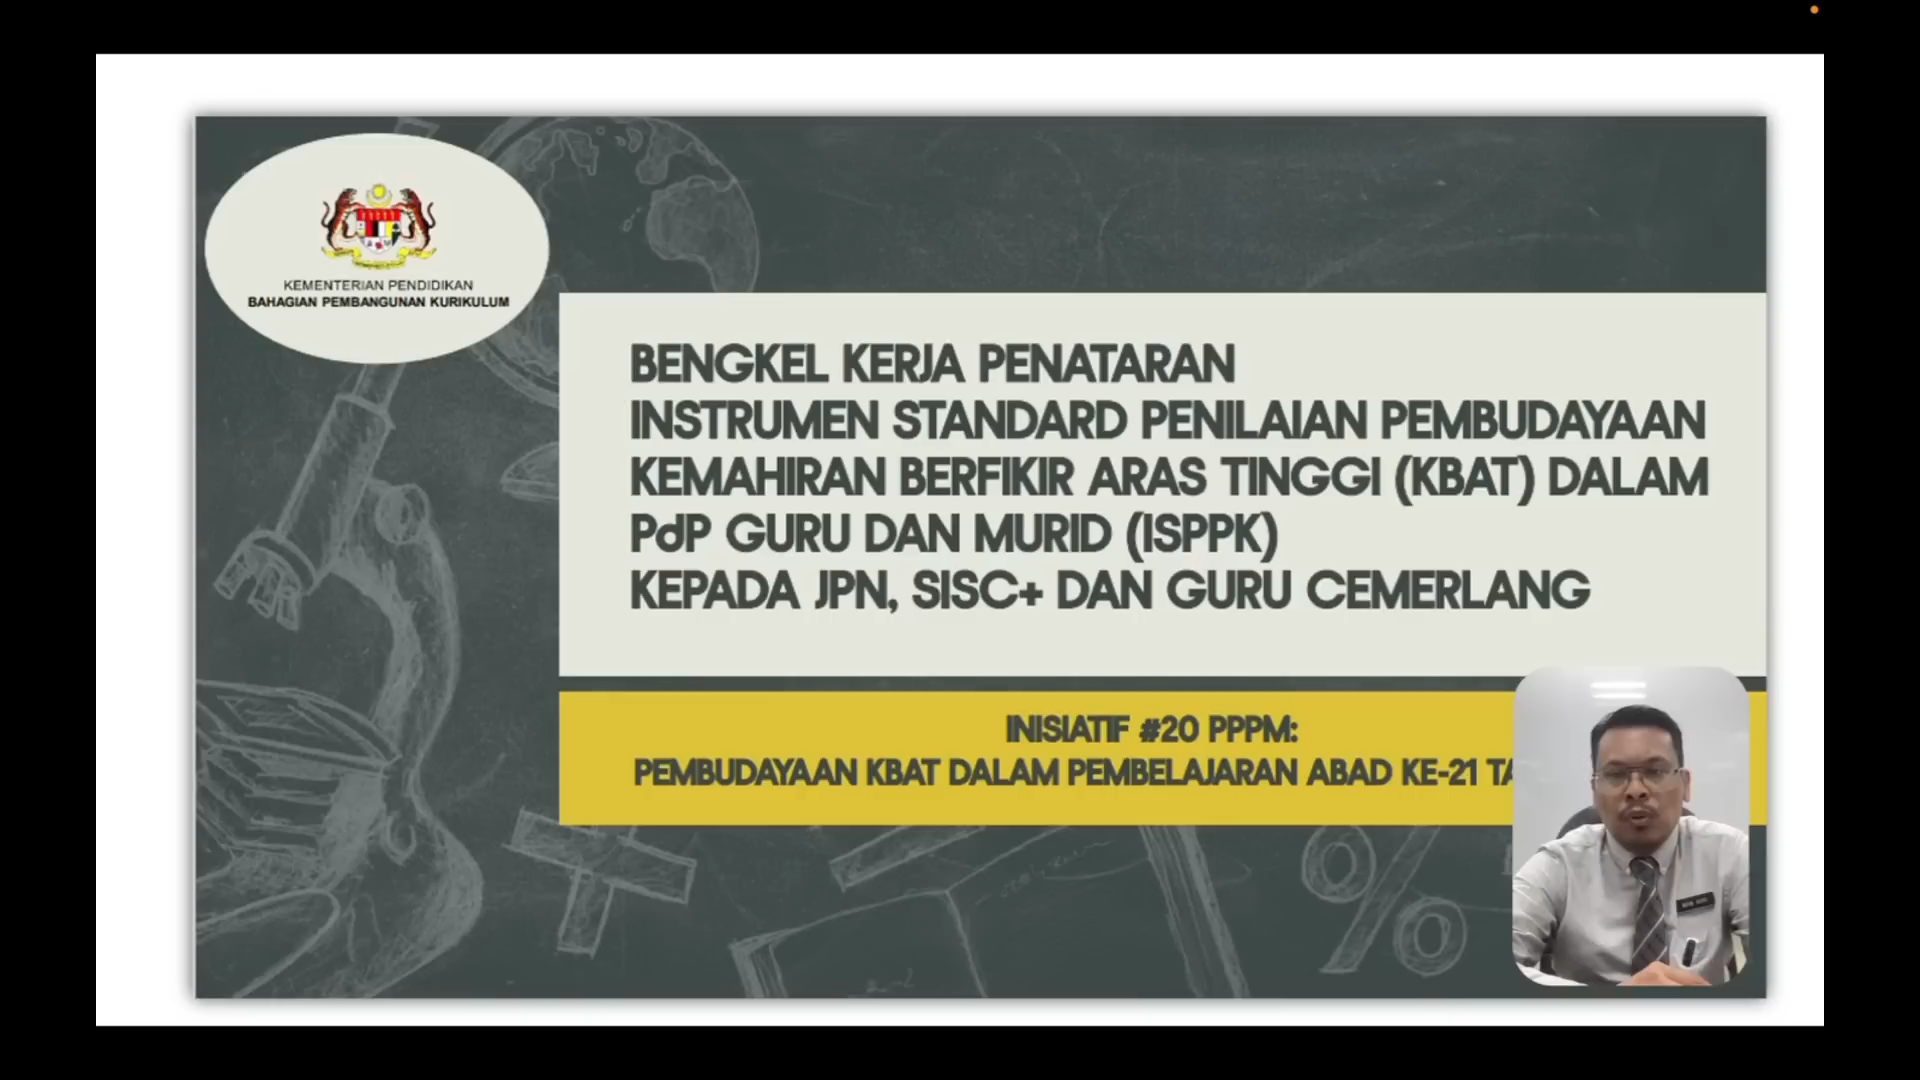 KEMENTERIAN PENDIDIKAN
BAHAGIAN PEMBANGUNAN KURIKULUM
BENGKEL KERJA PENATARAN
INSTRUMEN STANDARD PENILAIAN PEMBUDAYAAN
KEMAHIRAN BERFIKIR ARAS TINGGI (KBAT) DALAM
PdP GURU DAN MURID (ISPPK)
KEPADA JPN, SISC+ DAN GURU CEMERLANG
INISIATIF #20 PPPM:
PEMBUDAYAAN KBAT DALAM PEMBELAJARAN ABAD KE-21